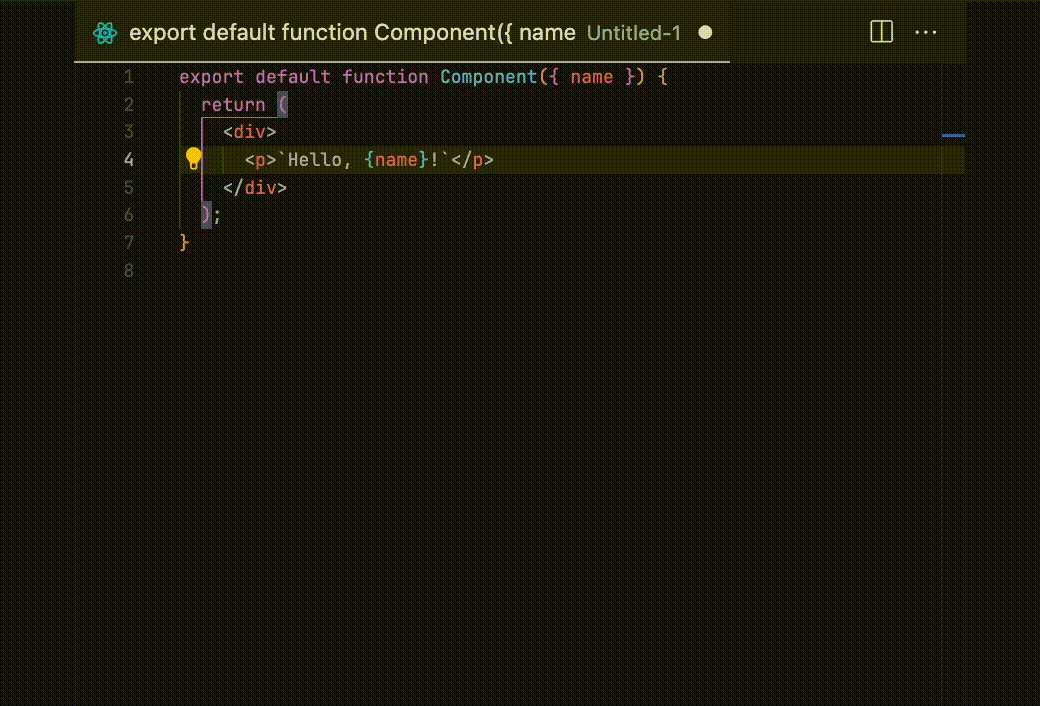 export default function Component({ name Untitled-1
1 export default function Component({ name }) {
2   return (
3     <div>
4       <p>`Hello, {name}!`</p>
5     </div>
6   );
7 }
8